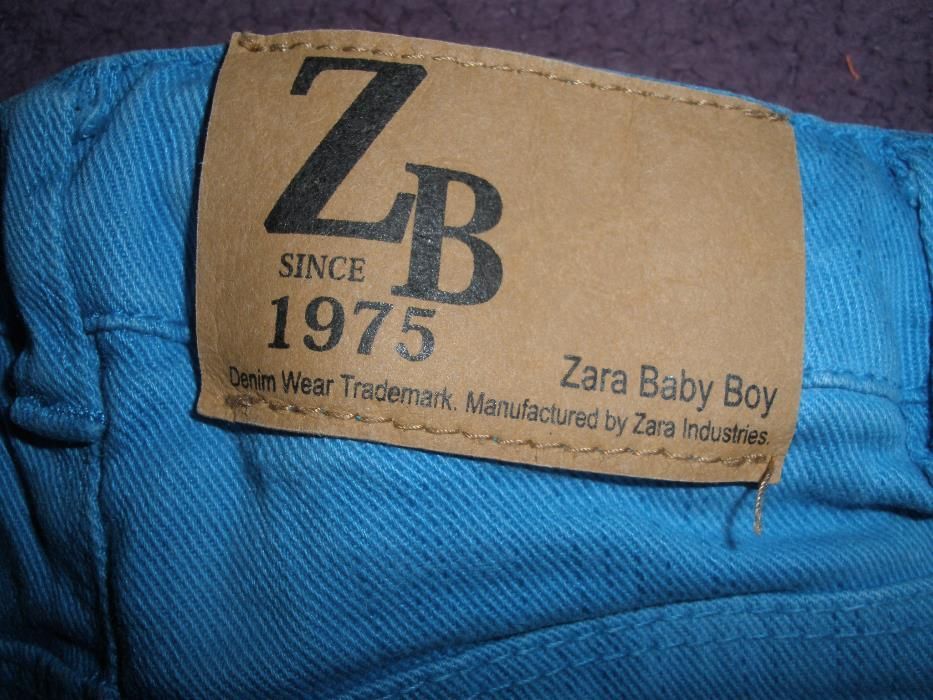 ZB
SINCE
1975
Zara Baby Boy
Denim Wear Trademark. Manufactured by Zara Industries.